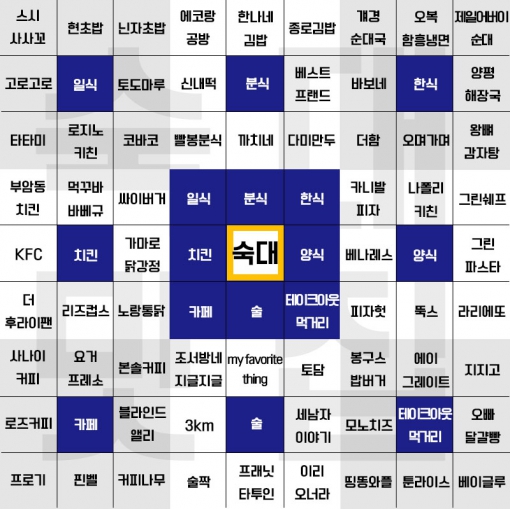 스시
사사꼬
현초밥
닌자초밥
에코랑
공방
한나네
김밥
종로김밥
개경
순대국
오복
함흥냉면
제일어버이
순대
고로고로
일식
토도마루
신내떡
분식
베스트
프랜드
바보네
한식
양평
해장국
타타미
로지노
키친
코바코
빨봉분식
까치네
다미만두
더함
오며가며
왕뼈
감자탕
부암동
치킨
먹꾸바
바베큐
싸이버거
일식
분식
한식
카니발
피자
나폴리
키친
그린쉐프
KFC
치킨
가마로
닭강정
치킨
숙대
양식
베나레스
양식
그린
파스타
더
후라이팬
리즈컵스
노랑통닭
카페
술
테이크아웃
먹거리
피자헛
뚝스
라리에또
사나이
커피
요거
프레소
본솔커피
조서방네
지글지글
my favorite
thing
토담
봉구스
밥버거
에이
그레이트
지지고
로즈커피
카페
블라인드
앨리
3km
술
세남자
이야기
모노치즈
테이크아웃
먹거리
오빠
달걀빵
프로기
핀벨
커피나무
술짝
프래닛
타투인
이리
오너라
띵똥와플
툰라이스
베이글루
숙대
맛집